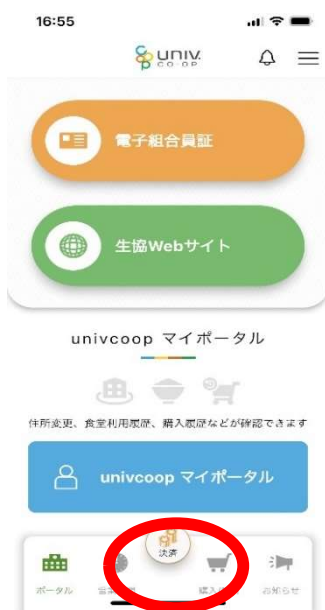 16:55
univ.
CO-OP
電子組合員証
生協Webサイト
univcoop マイポータル
住所変更、食堂利用履歴、購入履歴などが確認できます
univcoop マイポータル
決済
ポータル
お知らせ